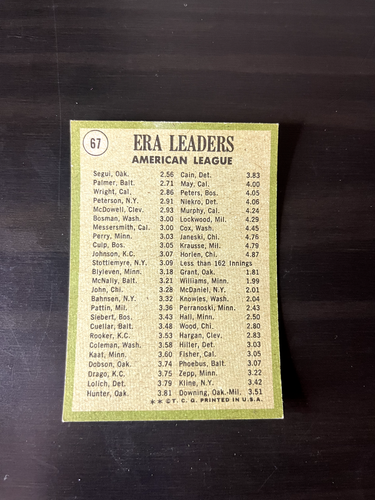 67
ERA LEADERS
AMERICAN LEAGUE
Segui, Oak. 2.56 Cain, Det. 3.83
Palmer, Balt. 2.71 May, Cal. 4.00
Wright, Cal. 2.86 Peters, Bos. 4.05
Peterson, N.Y. 2.91 Niekro, Det. 4.06
McDowell, Clev. 2.93 Murphy, Cal. 4.24
Bosman, Wash. 3.00 Lockwood, Mil. 4.29
Messersmith, Cal. 3.00 Cox, Wash. 4.45
Perry, Minn. 3.03 Janeski, Chi. 4.76
Culp, Bos. 3.05 Krausse, Mil. 4.79
Johnson, K.C. 3.07 Horlen, Chi. 4.87
Stottlemyre, N.Y. 3.09 Less than 162 Innings
Blyleven, Minn. 3.18 Grant, Oak. 1.81
McNally, Balt. 3.21 Williams, Minn. 1.99
John, Chi. 3.28 McDaniel, N.Y. 2.01
Bahnsen, N.Y. 3.32 Knowles, Wash. 2.04
Pattin, Mil. 3.36 Perranoski, Minn. 2.43
Siebert, Bos. 3.43 Hall, Minn. 2.50
Cuellar, Balt. 3.48 Wood, Chi. 2.80
Rooker, K.C. 3.53 Hargan, Clev. 2.83
Coleman, Wash. 3.58 Hiller, Det. 3.03
Kaat, Minn. 3.60 Fisher, Cal. 3.05
Dobson, Oak. 3.74 Phoebus, Balt. 3.07
Drago, K.C. 3.75 Zepp, Minn. 3.22
Lolich, Det. 3.79 Kline, N.Y. 3.42
Hunter, Oak. 3.81 Downing, Oak.-Mil. 3.51
** ©T. C. G. PRINTED IN U.S.A.